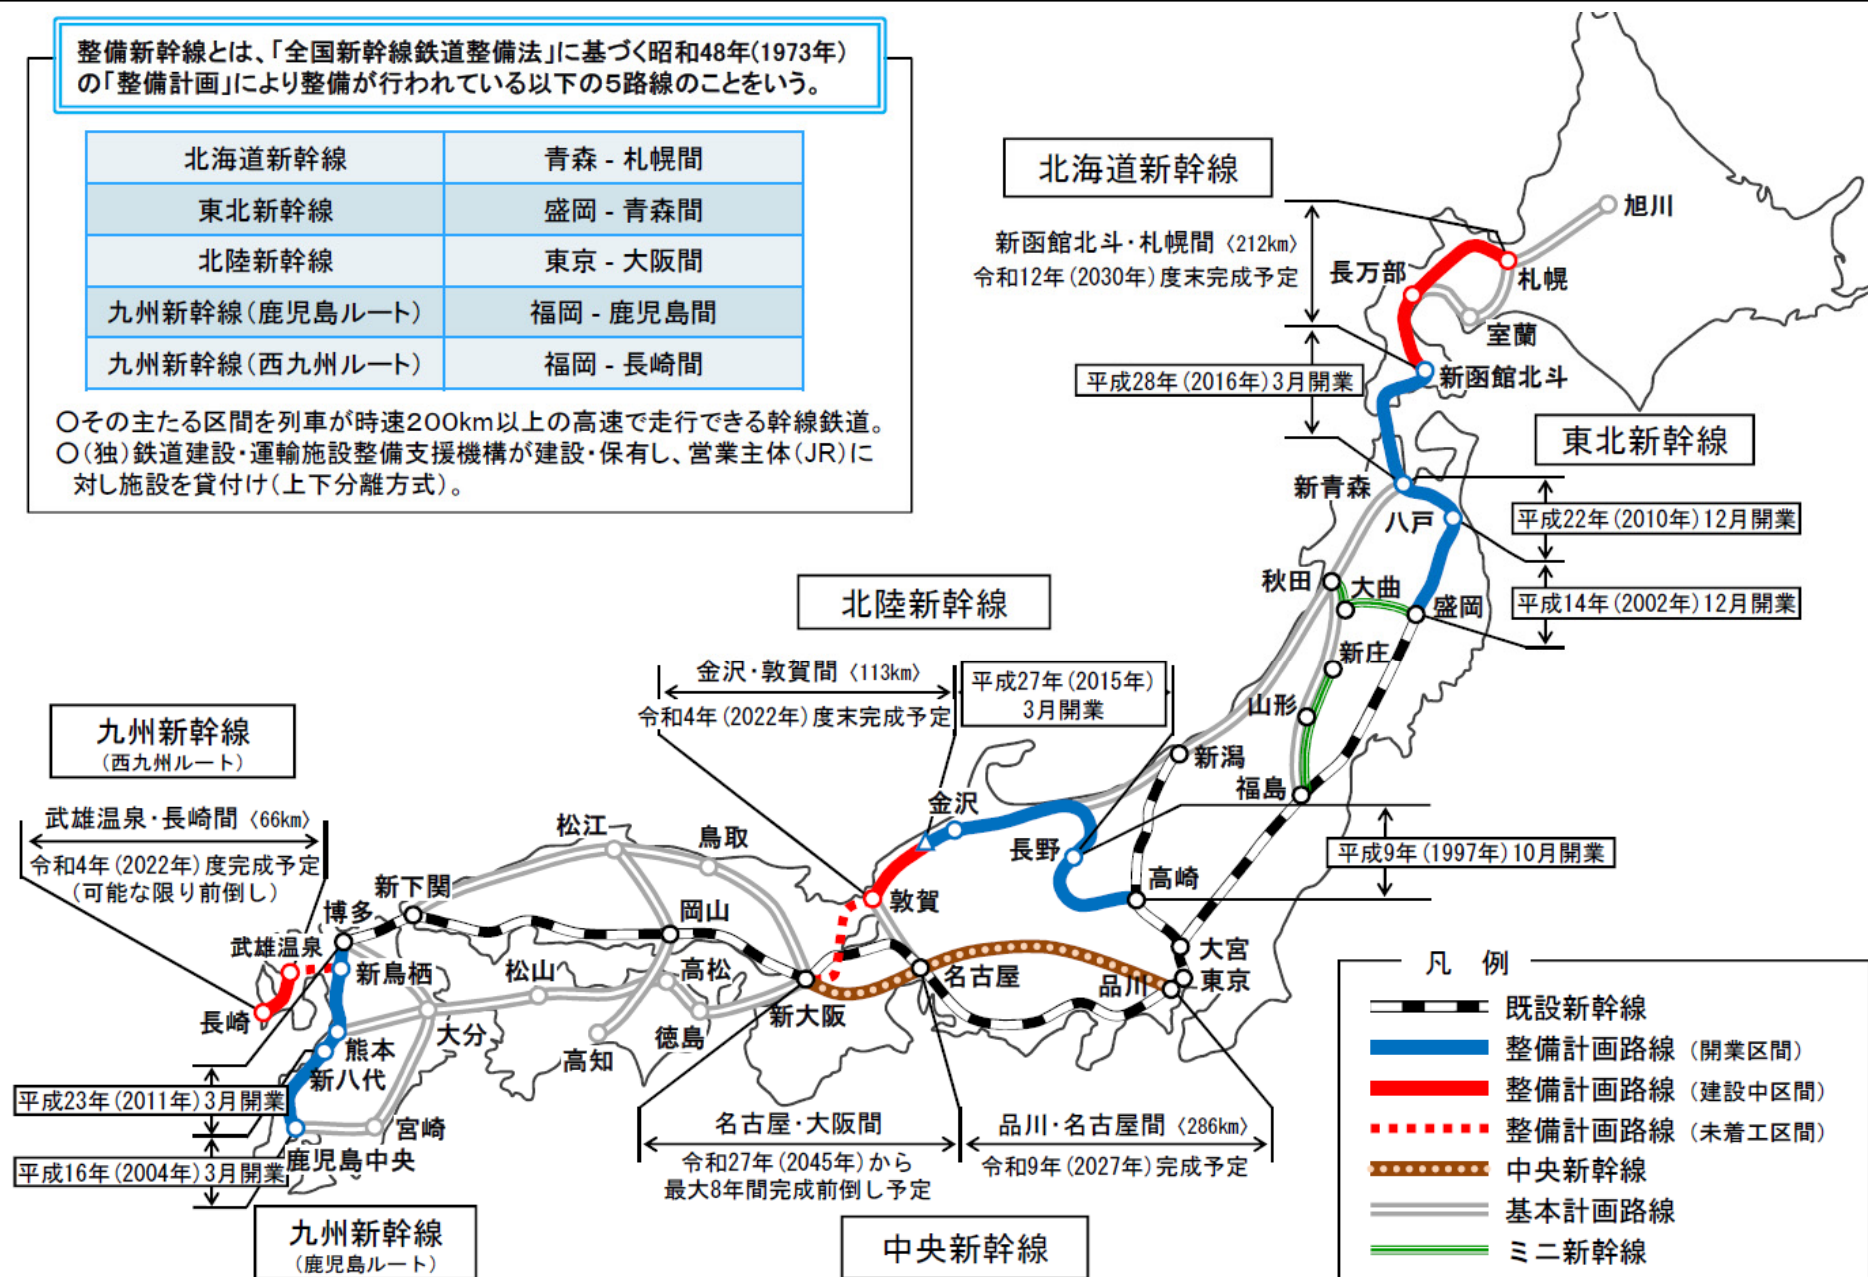 整備新幹線とは、「全国新幹線鉄道整備法」に基づく昭和48年(1973年)
の「整備計画」により整備が行われている以下の5路線のことをいう。
北海道新幹線 青森 - 札幌間
東北新幹線 盛岡 - 青森間
北陸新幹線 東京 - 大阪間
九州新幹線(鹿児島ルート) 福岡 - 鹿児島間
九州新幹線(西九州ルート) 福岡 - 長崎間
○その主たる区間を列車が時速200km以上の高速で走行できる幹線鉄道。
○(独)鉄道建設・運輸施設整備支援機構が建設・保有し、営業主体(JR)に
対し施設を貸付け(上下分離方式)。
北海道新幹線
新函館北斗・札幌間〈212km〉
令和12年(2030年)度末完成予定
平成28年(2016年)3月開業
旭川
札幌
長万部
室蘭
新函館北斗
東北新幹線
新青森
八戸
平成22年(2010年)12月開業
平成14年(2002年)12月開業
秋田
大曲
盛岡
新庄
山形
新潟
福島
北陸新幹線
金沢・敦賀間〈113km〉
令和4年(2022年)度末完成予定
平成27年(2015年)
3月開業
金沢
長野
高崎
平成9年(1997年)10月開業
敦賀
大宮
東京
品川
名古屋
新大阪
九州新幹線
(西九州ルート)
武雄温泉・長崎間〈66km〉
令和4年(2022年)度完成予定
(可能な限り前倒し)
松江
鳥取
新下関
博多
岡山
武雄温泉
新鳥栖
松山
高松
長崎
熊本
大分
高知
徳島
新八代
平成23年(2011年)3月開業
宮崎
平成16年(2004年)3月開業
鹿児島中央
九州新幹線
(鹿児島ルート)
名古屋・大阪間
令和27年(2045年)から
最大8年間完成前倒し予定
品川・名古屋間〈286km〉
令和9年(2027年)完成予定
中央新幹線
凡 例
既設新幹線
整備計画路線(開業区間)
整備計画路線(建設中区間)
整備計画路線(未着工区間)
中央新幹線
基本計画路線
ミニ新幹線